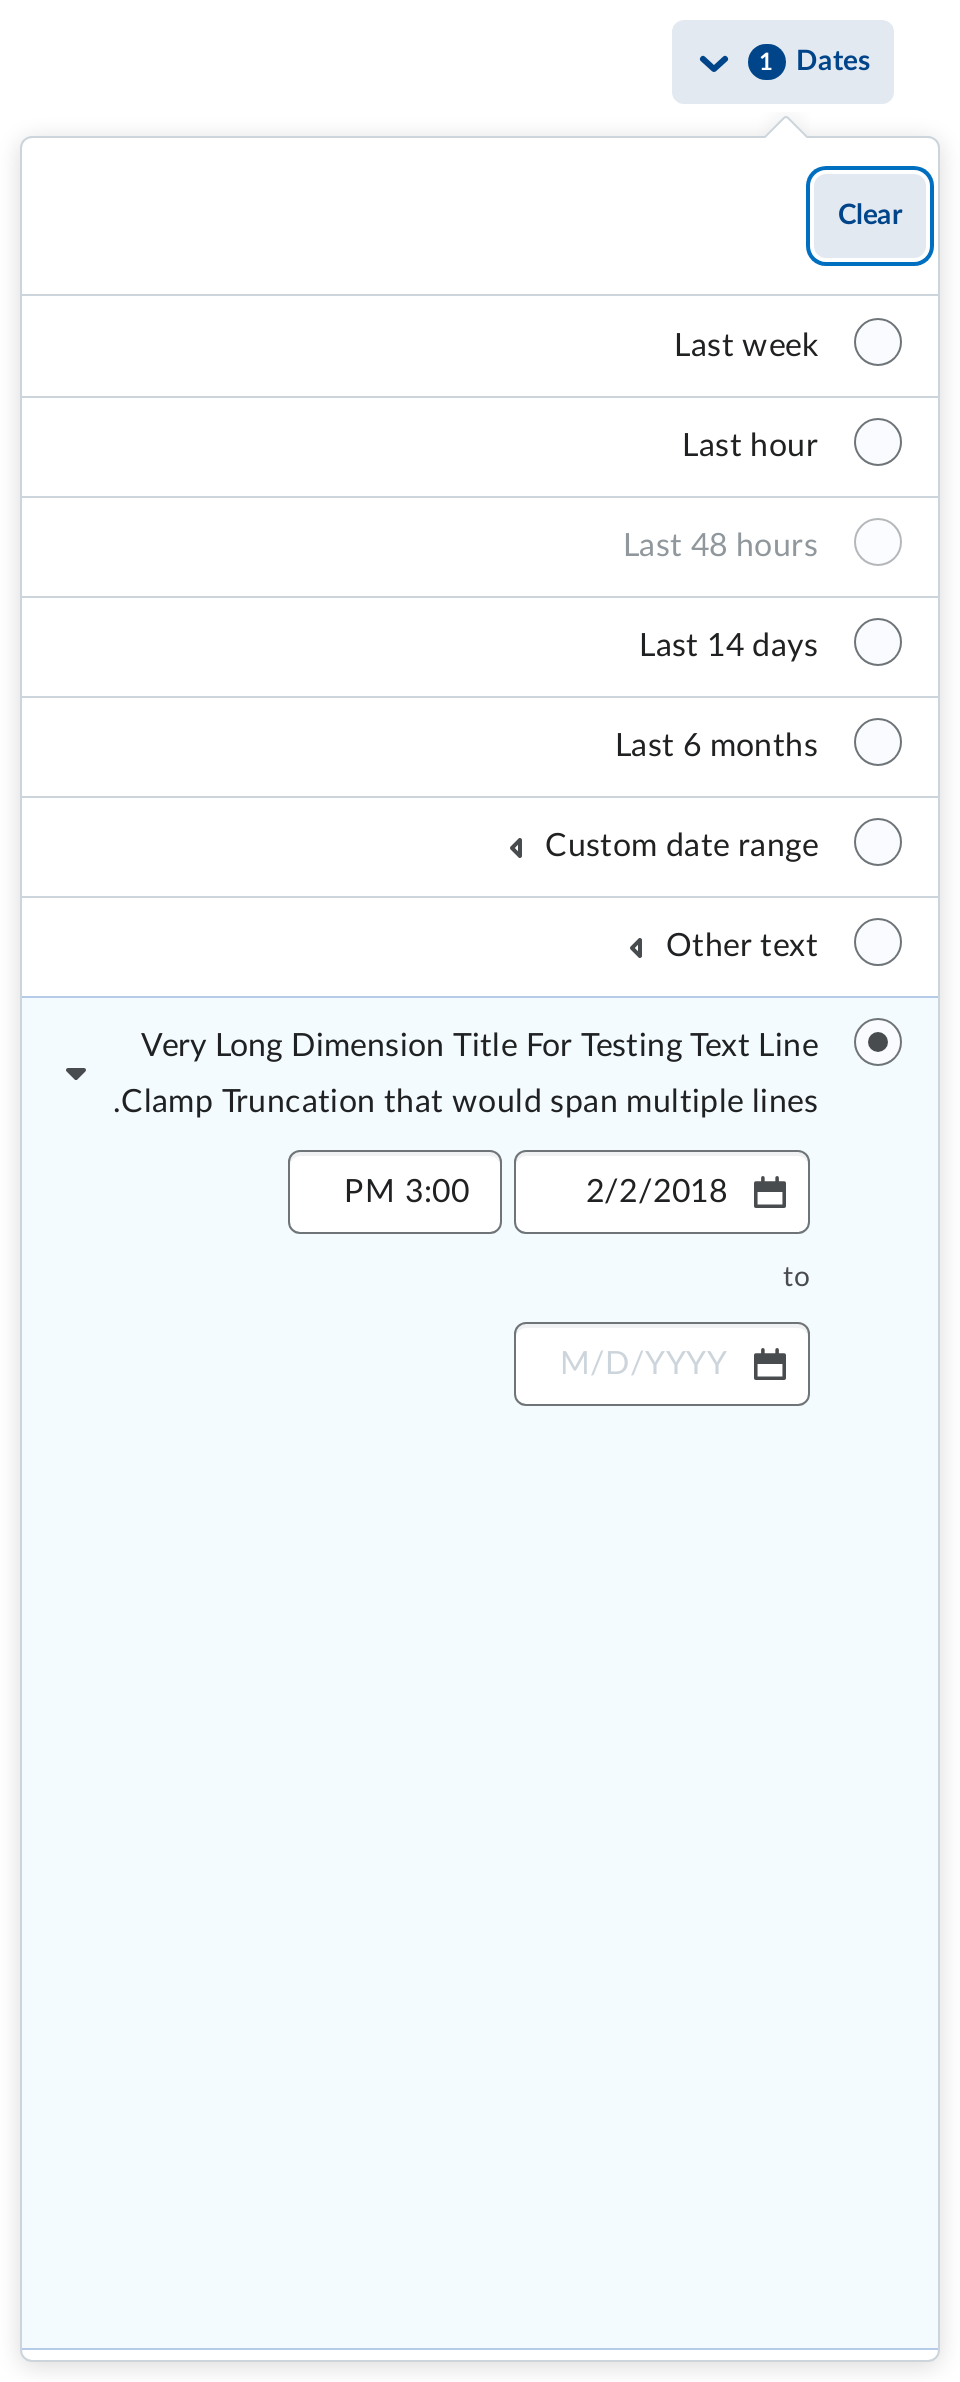 1 Dates
Clear
Last week
Last hour
Last 48 hours
Last 14 days
Last 6 months
Custom date range
Other text
Very Long Dimension Title For Testing Text Line
.Clamp Truncation that would span multiple lines
2/2/2018
PM 3:00
to
M/D/YYYY